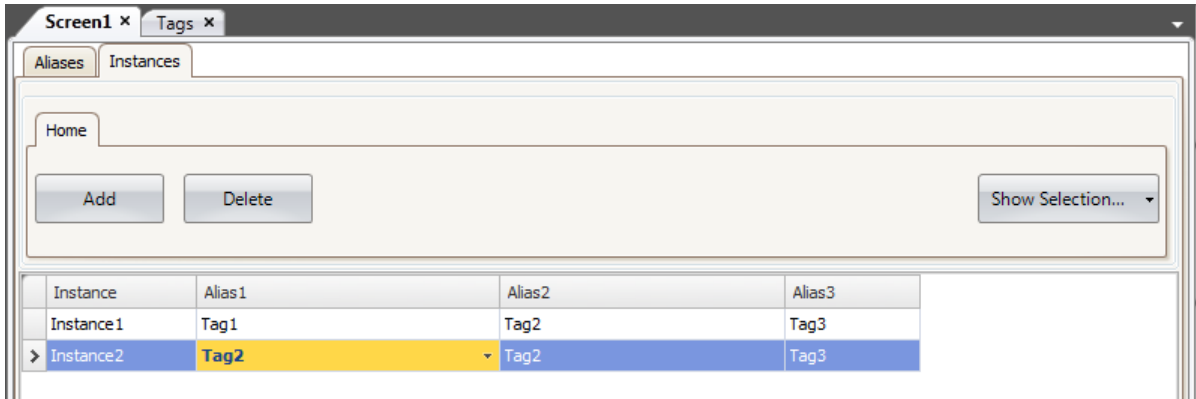 Screen1 × Tags ×
Aliases Instances
Home
Add Delete Show Selection...
Instance Alias1 Alias2 Alias3
Instance1 Tag1 Tag2 Tag3
Instance2 Tag2 Tag2 Tag3